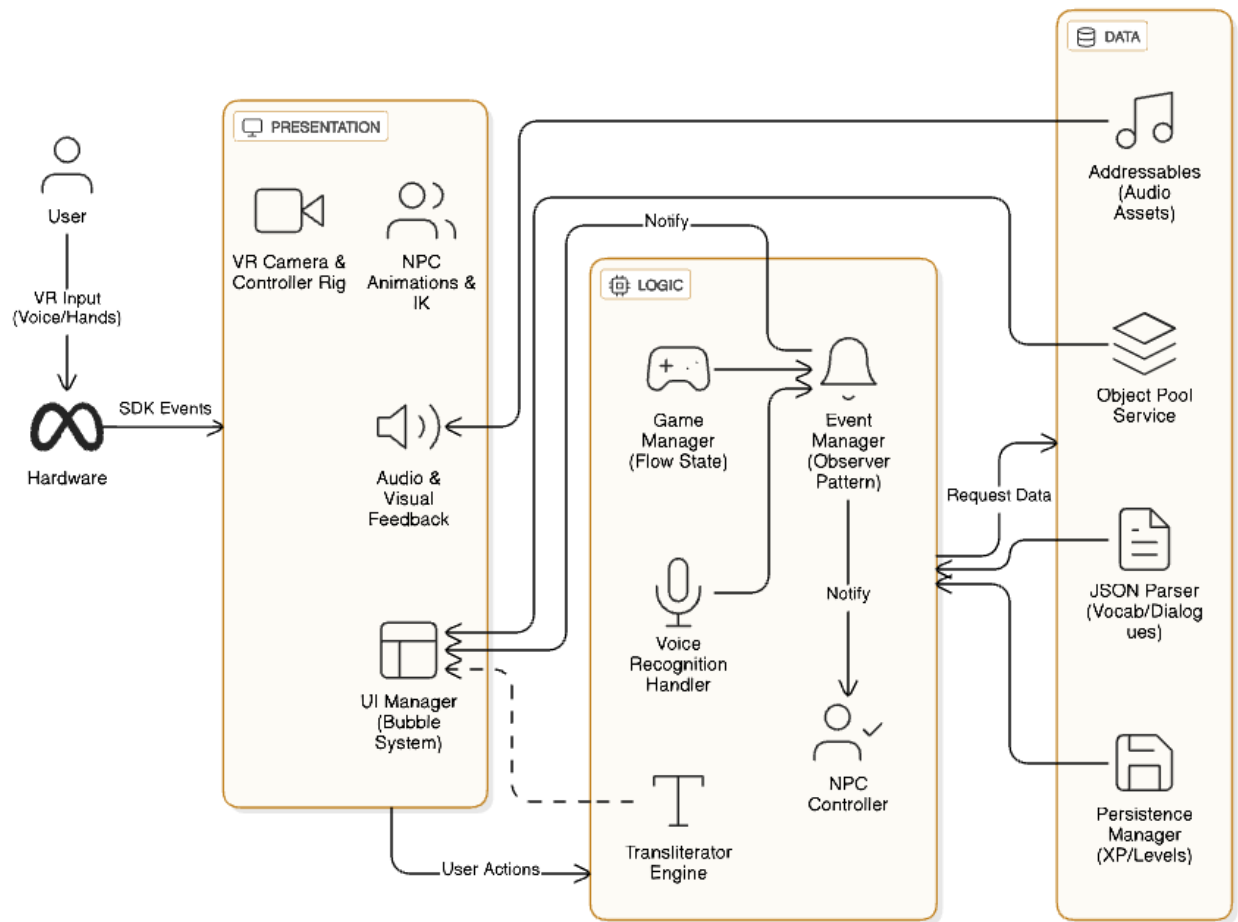 DATA
PRESENTATION
Addressables
(Audio
Assets)
User
VR Camera &
Controller Rig
NPC
Animations &
IK
Notify
LOGIC
VR Input
(Voice/Hands)
SDK Events
Hardware
Game
Manager
(Flow State)
Event
Manager
(Observer
Pattern)
Object Pool
Service
Audio &
Visual
Feedback
Request Data
Notify
JSON Parser
(Vocab/Dialog
ues)
Voice
Recognition
Handler
UI Manager
(Bubble
System)
NPC
Controller
Persistence
Manager
(XP/Levels)
Transliterator
Engine
User Actions